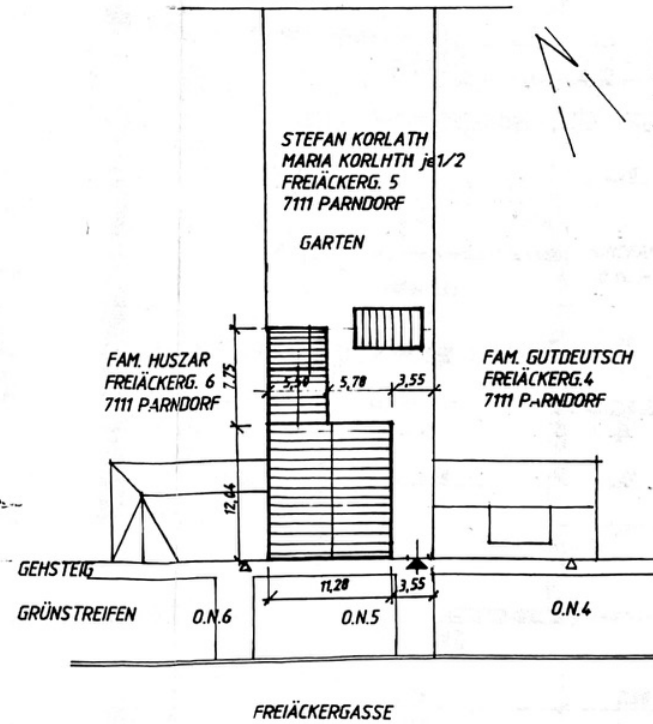 STEFAN KORLATH
MARIA KORLHTH je1/2
FREIÄCKERG. 5
7111 PARNDORF
GARTEN
FAM. HUSZAR
FREIÄCKERG. 6
7111 PARNDORF
FAM. GUTDEUTSCH
FREIÄCKERG.4
7111 PARNDORF
7,75
5,50
5,78
3,55
12,04
GEHSTEIG
11,28
3,55
GRÜNSTREIFEN
O.N.6
O.N.5
O.N.4
FREIÄCKERGASSE